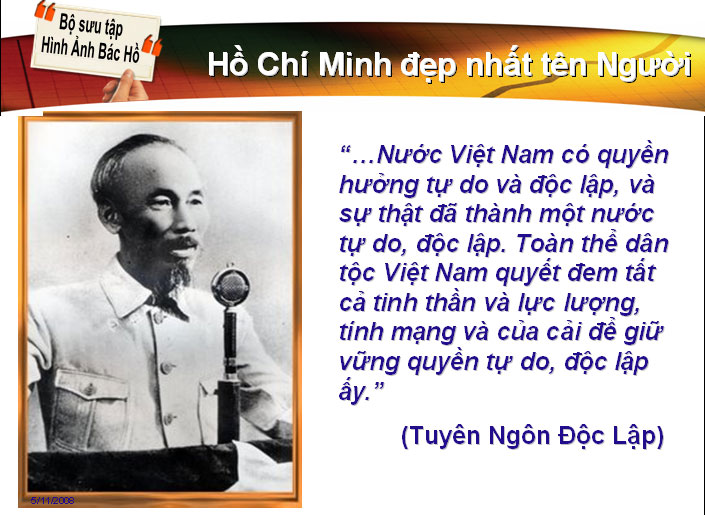 Bộ sưu tập
Hình Ảnh Bác Hồ
Hồ Chí Minh đẹp nhất tên Người
“...Nước Việt Nam có quyền
hưởng tự do và độc lập, và
sự thật đã thành một nước
tự do, độc lập. Toàn thể dân
tộc Việt Nam quyết đem tất
cả tinh thần và lực lượng,
tính mạng và của cải để giữ
vững quyền tự do, độc lập
ấy.”
(Tuyên Ngôn Độc Lập)
5/11/2008